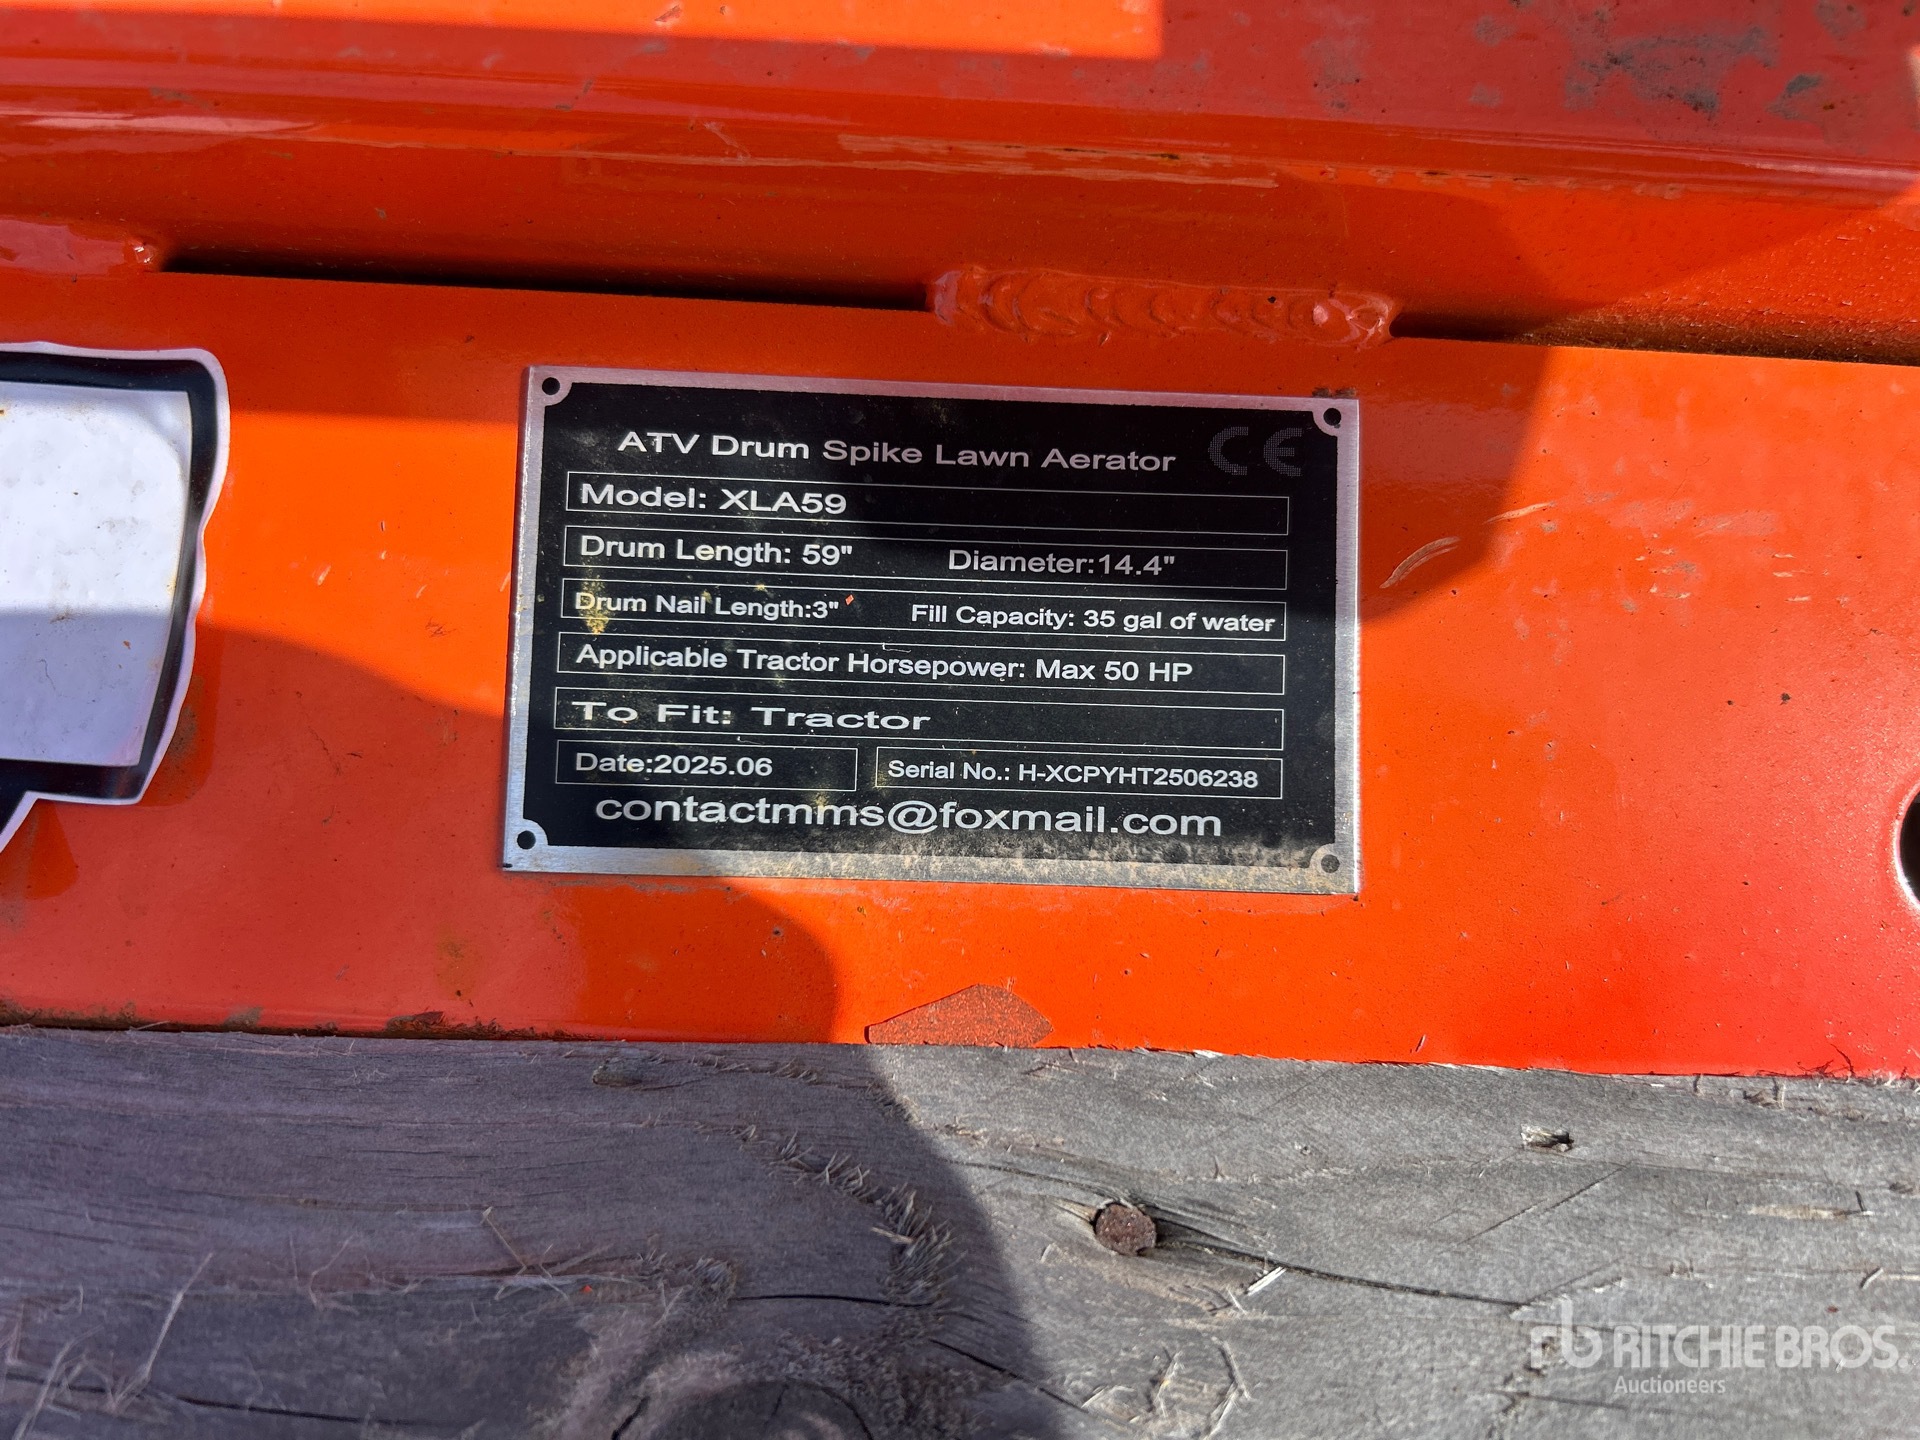 ATV Drum Spike Lawn Aerator CE
Model: XLA59
Drum Length: 59" Diameter:14.4"
Drum Nail Length:3" Fill Capacity: 35 gal of water
Applicable Tractor Horsepower: Max 50 HP
To Fit: Tractor
Date:2025.06 Serial No.: H-XCPYHT2506238
contactmms@foxmail.com
rb RITCHIE BROS.
Auctioneers